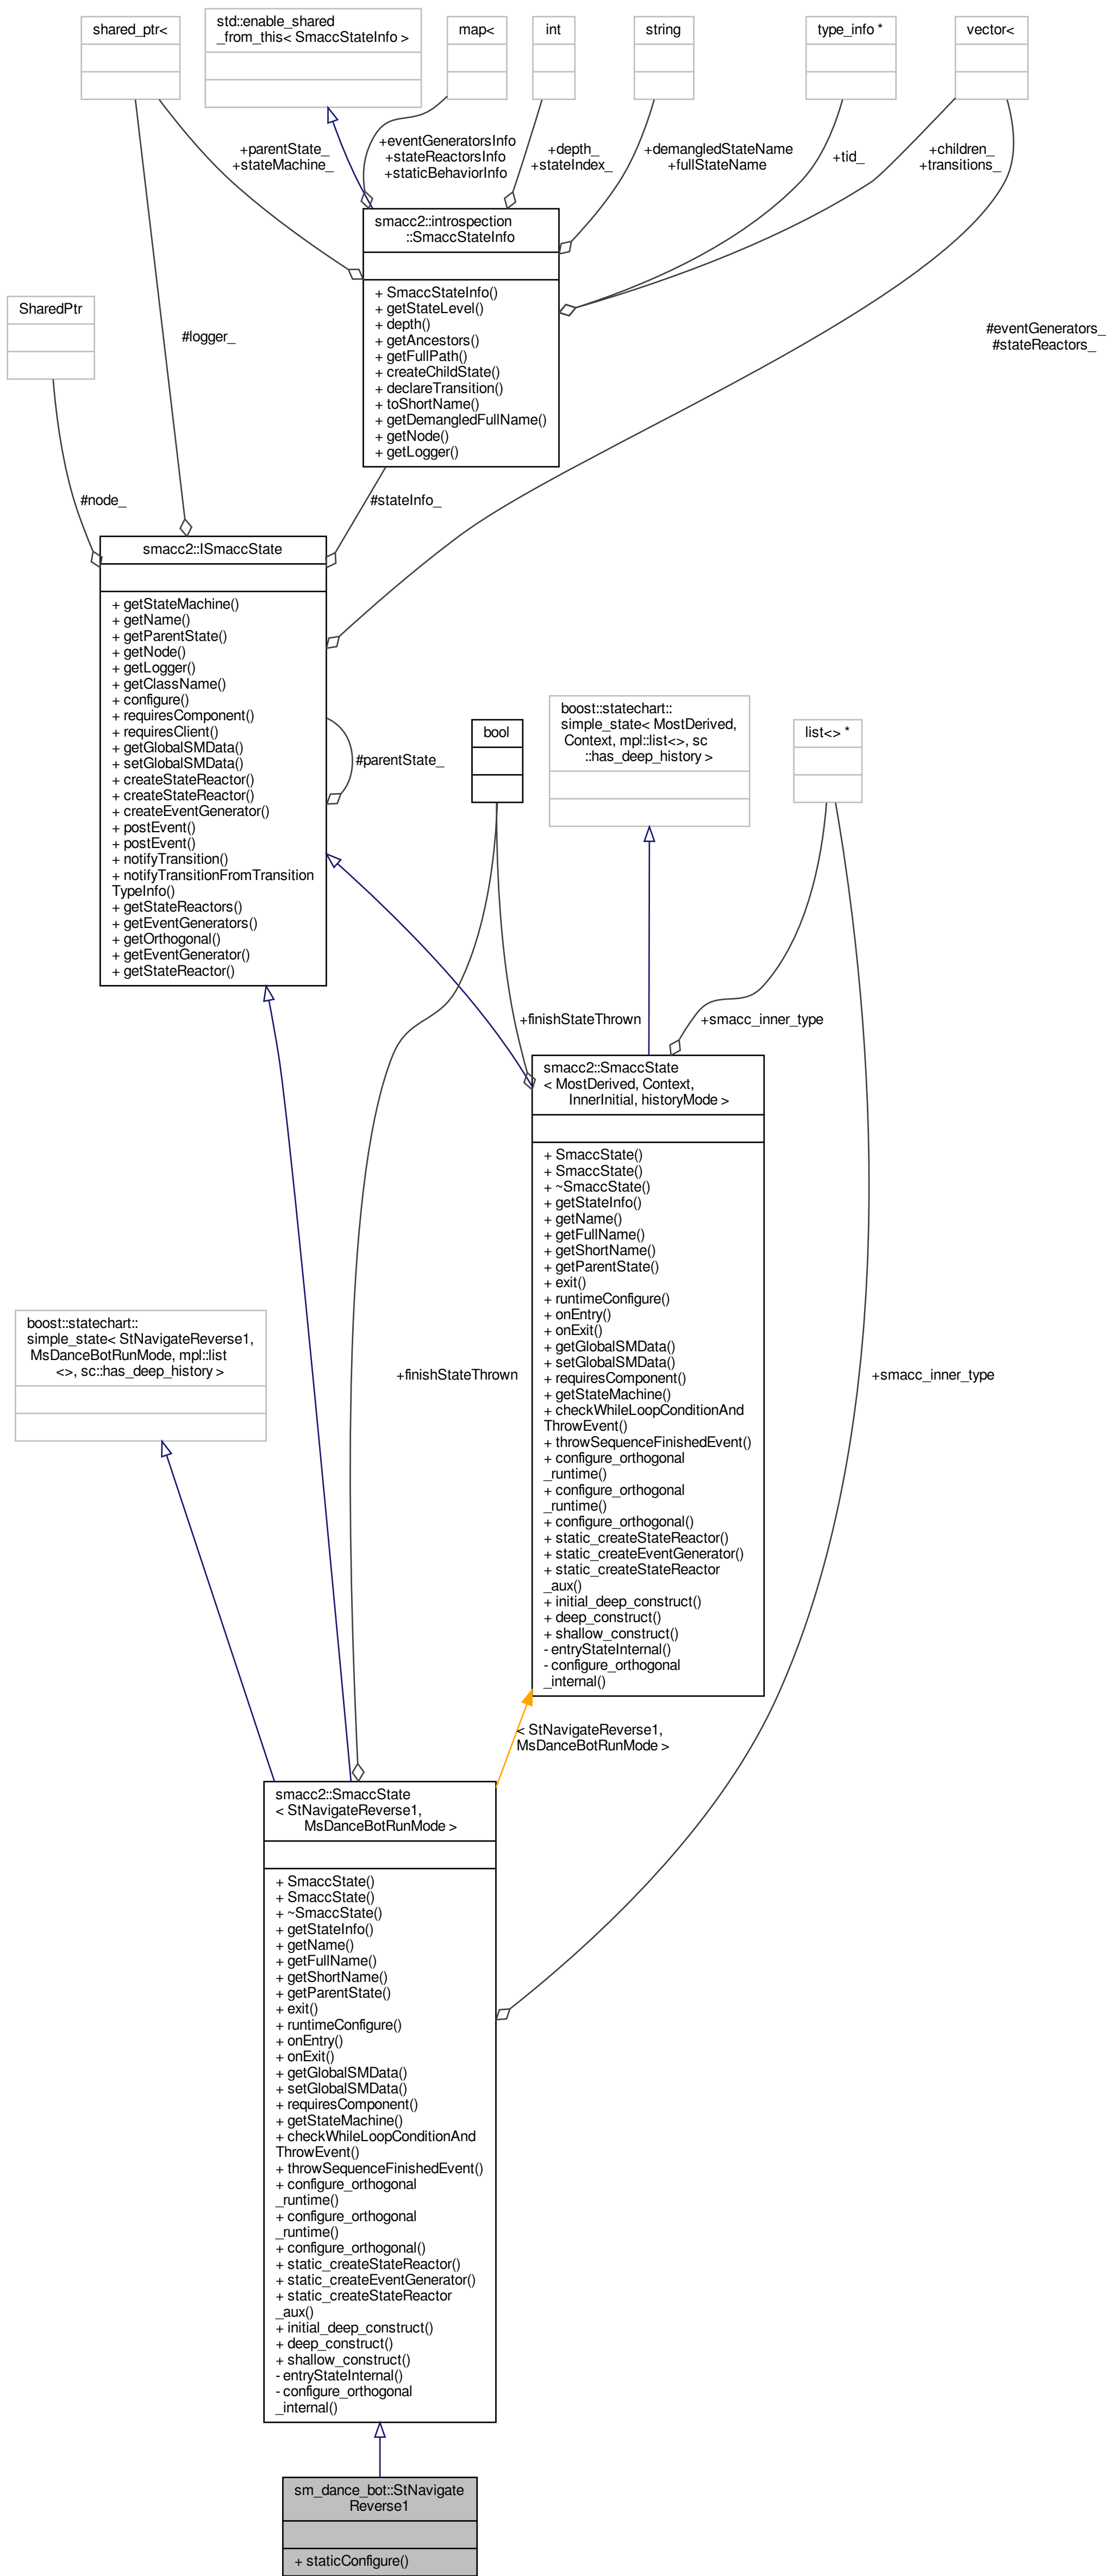 shared_ptr<
std::enable_shared
_from_this< SmaccStateInfo >
map<
int
string
type_info *
vector<
+parentState_
+stateMachine_
+eventGeneratorsInfo
+stateReactorsInfo
+staticBehaviorInfo
+depth_
+stateIndex_
+demangledStateName
+fullStateName
+tid_
+children_
+transitions_
smacc2::introspection
::SmaccStateInfo
+ SmaccStateInfo()
+ getStateLevel()
+ depth()
+ getAncestors()
+ getFullPath()
+ createChildState()
+ declareTransition()
+ toShortName()
+ getDemangledFullName()
+ getNode()
+ getLogger()
SharedPtr
#logger_
#eventGenerators_
#stateReactors_
#node_
#stateInfo_
smacc2::ISmaccState
+ getStateMachine()
+ getName()
+ getParentState()
+ getNode()
+ getLogger()
+ getClassName()
+ configure()
+ requiresComponent()
+ requiresClient()
+ getGlobalSMData()
+ setGlobalSMData()
+ createStateReactor()
+ createStateReactor()
+ createEventGenerator()
+ postEvent()
+ postEvent()
+ notifyTransition()
+ notifyTransitionFromTransition
TypeInfo()
+ getStateReactors()
+ getEventGenerators()
+ getOrthogonal()
+ getEventGenerator()
+ getStateReactor()
#parentState_
bool
boost::statechart::
simple_state< MostDerived,
Context, mpl::list<>, sc
::has_deep_history >
list<> *
+finishStateThrown
+smacc_inner_type
smacc2::SmaccState
< MostDerived, Context,
InnerInitial, historyMode >
+ SmaccState()
+ SmaccState()
+ ~SmaccState()
+ getStateInfo()
+ getName()
+ getFullName()
+ getShortName()
+ getParentState()
+ exit()
+ runtimeConfigure()
+ onEntry()
+ onExit()
+ getGlobalSMData()
+ setGlobalSMData()
+ requiresComponent()
+ getStateMachine()
+ checkWhileLoopConditionAnd
ThrowEvent()
+ throwSequenceFinishedEvent()
+ configure_orthogonal
_runtime()
+ configure_orthogonal
_runtime()
+ configure_orthogonal()
+ static_createStateReactor()
+ static_createEventGenerator()
+ static_createStateReactor
_aux()
+ initial_deep_construct()
+ deep_construct()
+ shallow_construct()
- entryStateInternal()
- configure_orthogonal
_internal()
boost::statechart::
simple_state< StNavigateReverse1,
MsDanceBotRunMode, mpl::list
<>, sc::has_deep_history >
+finishStateThrown
+smacc_inner_type
< StNavigateReverse1,
MsDanceBotRunMode >
smacc2::SmaccState
< StNavigateReverse1,
MsDanceBotRunMode >
+ SmaccState()
+ SmaccState()
+ ~SmaccState()
+ getStateInfo()
+ getName()
+ getFullName()
+ getShortName()
+ getParentState()
+ exit()
+ runtimeConfigure()
+ onEntry()
+ onExit()
+ getGlobalSMData()
+ setGlobalSMData()
+ requiresComponent()
+ getStateMachine()
+ checkWhileLoopConditionAnd
ThrowEvent()
+ throwSequenceFinishedEvent()
+ configure_orthogonal
_runtime()
+ configure_orthogonal
_runtime()
+ configure_orthogonal()
+ static_createStateReactor()
+ static_createEventGenerator()
+ static_createStateReactor
_aux()
+ initial_deep_construct()
+ deep_construct()
+ shallow_construct()
- entryStateInternal()
- configure_orthogonal
_internal()
sm_dance_bot::StNavigate
Reverse1
+ staticConfigure()